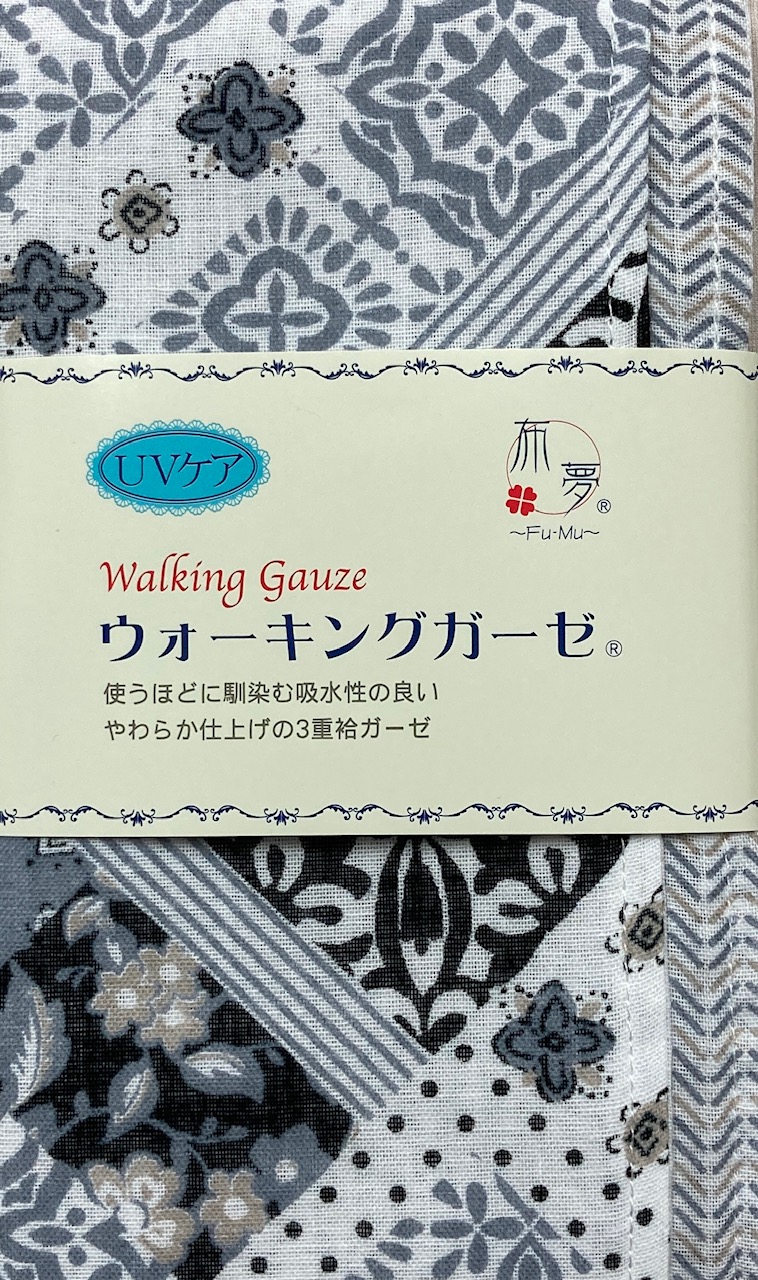 UVケア
布夢®
~Fu-Mu~
Walking Gauze
ウォーキングガーゼ®
使うほどに馴染む吸水性の良い
やわらか仕上げの3重袷ガーゼ